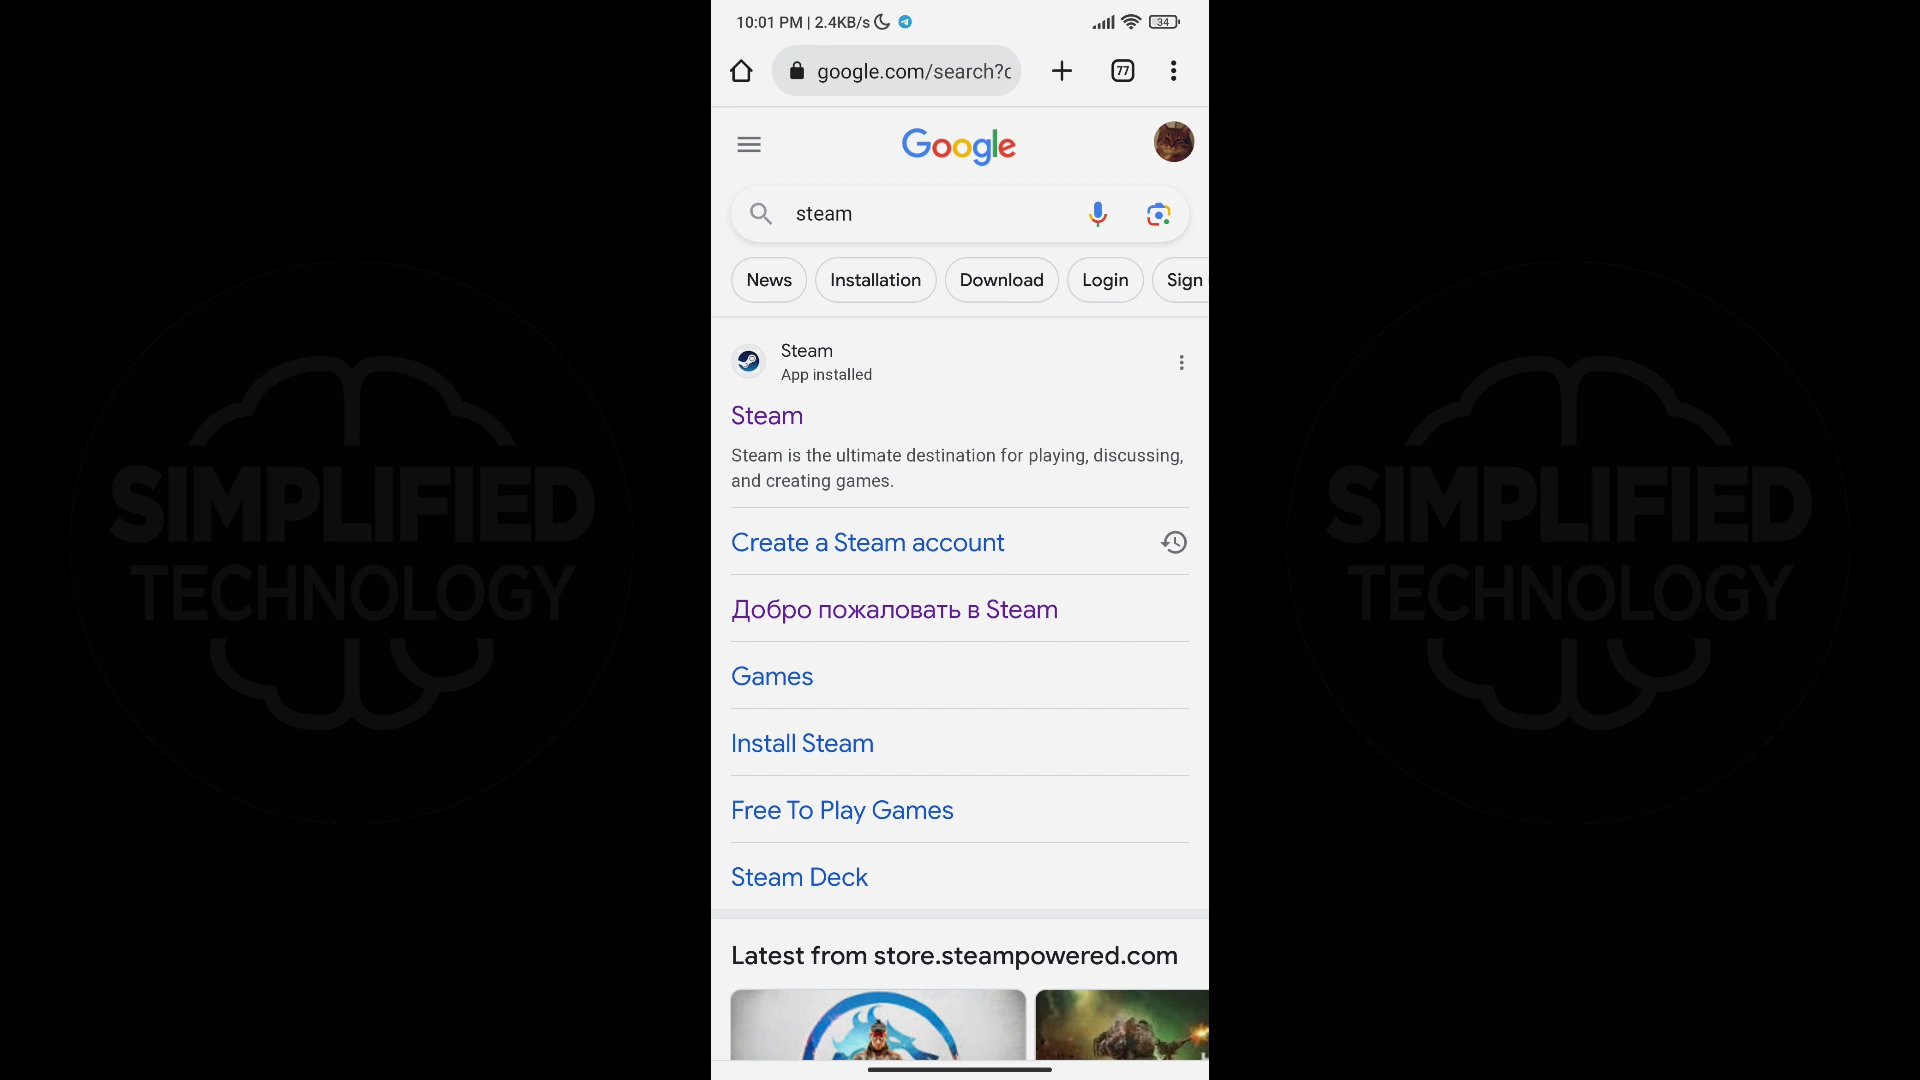 10:01 PM | 2.4KB/s
34
google.com/search?c
77
Google
steam
News
Installation
Download
Login
Sign
Steam
App installed
Steam
Steam is the ultimate destination for playing, discussing,
and creating games.
Create a Steam account
Добро пожаловать в Steam
Games
Install Steam
Free To Play Games
Steam Deck
Latest from store.steampowered.com
SIMPLIFIED
TECHNOLOGY
SIMPLIFIED
TECHNOLOGY